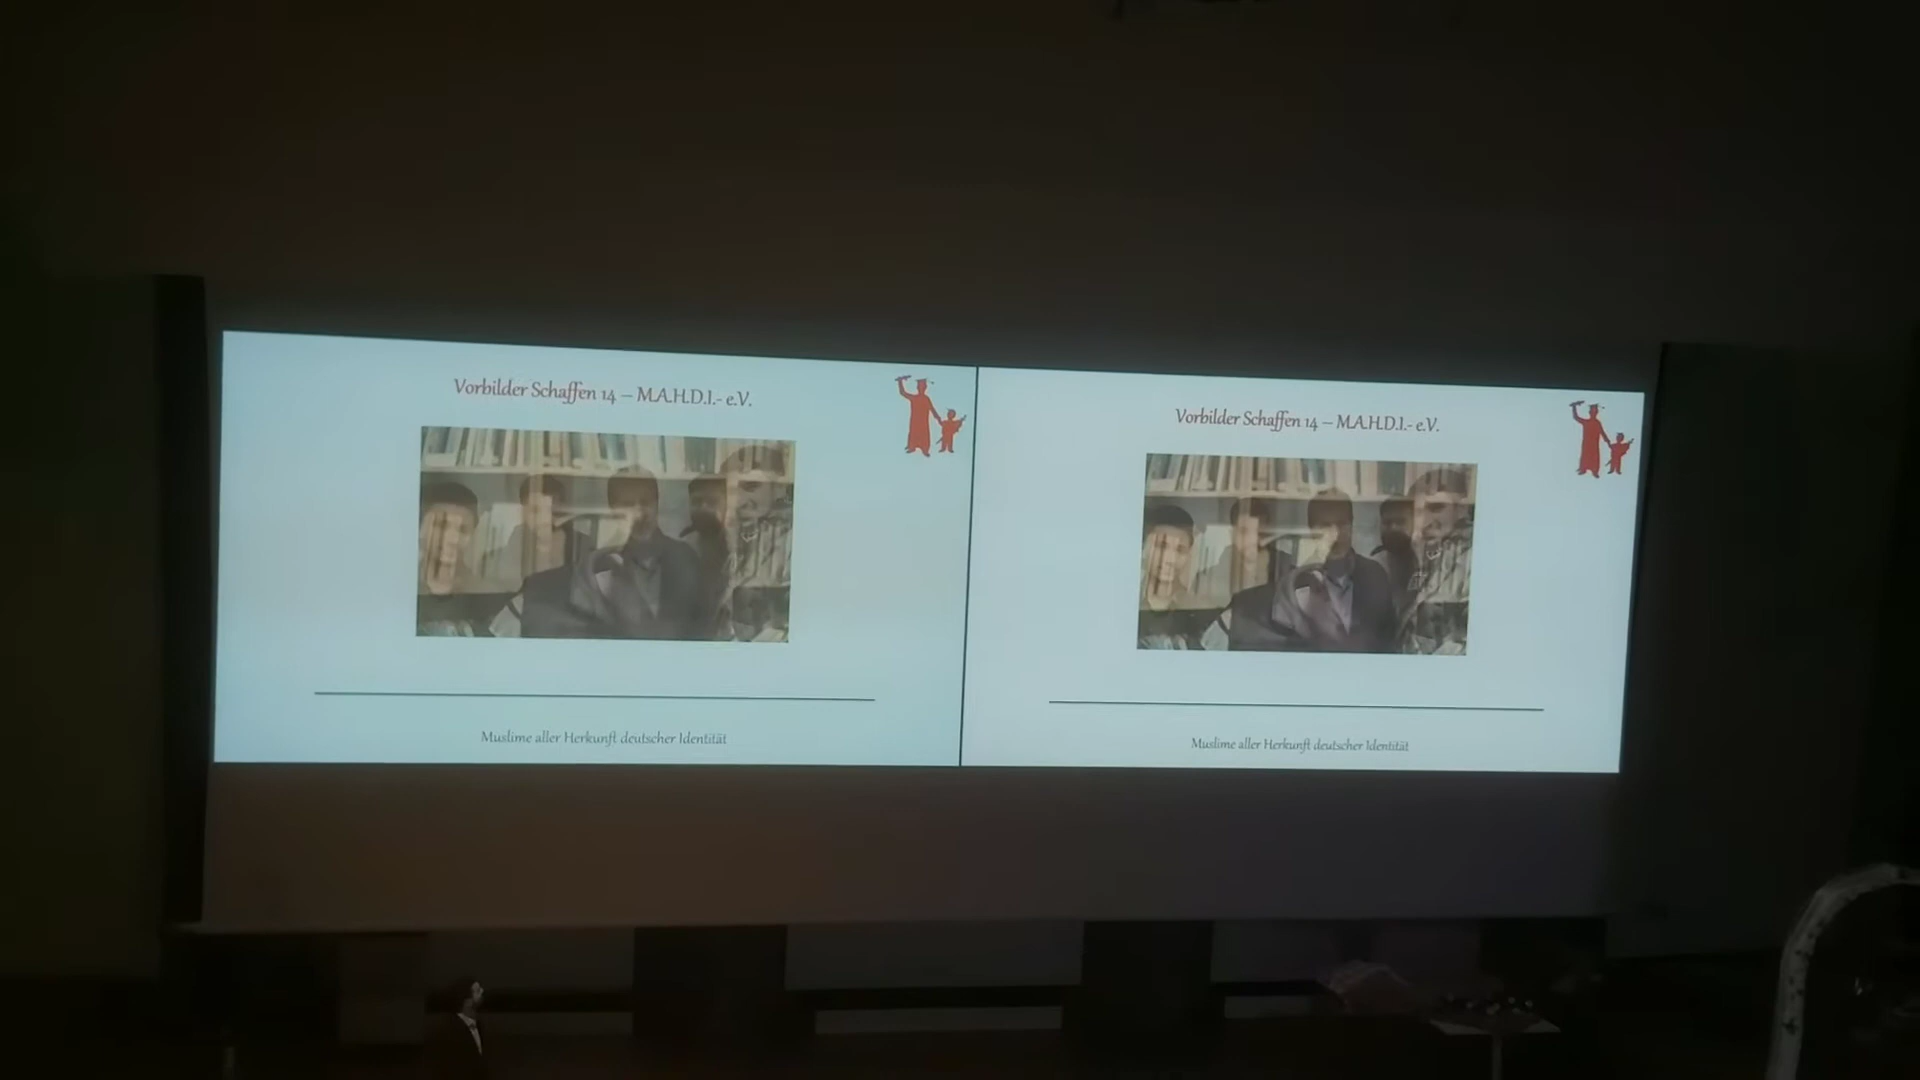 Vorbilder Schaffen 14 – M.A.H.D.I.- e.V.
Muslime aller Herkunft deutscher Identität
Vorbilder Schaffen 14 – M.A.H.D.I.- e.V.
Muslime aller Herkunft deutscher Identität